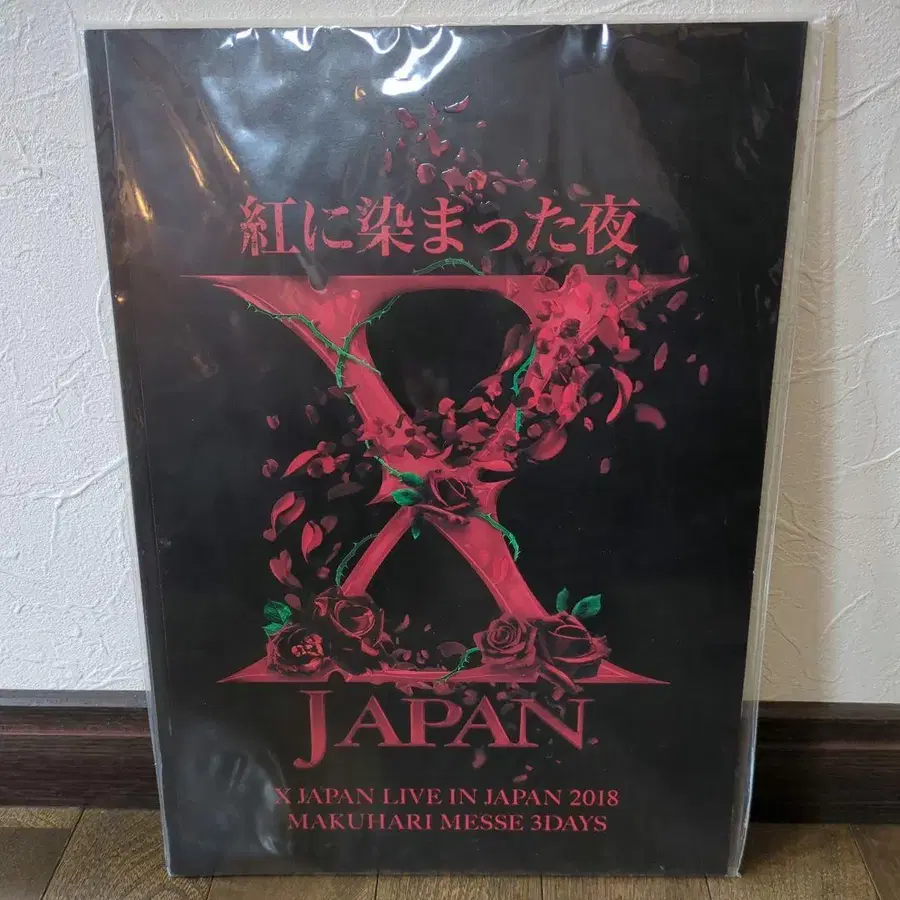 紅に染まった夜
X
JAPAN
X JAPAN LIVE IN JAPAN 2018
MAKUHARI MESSE 3DAYS